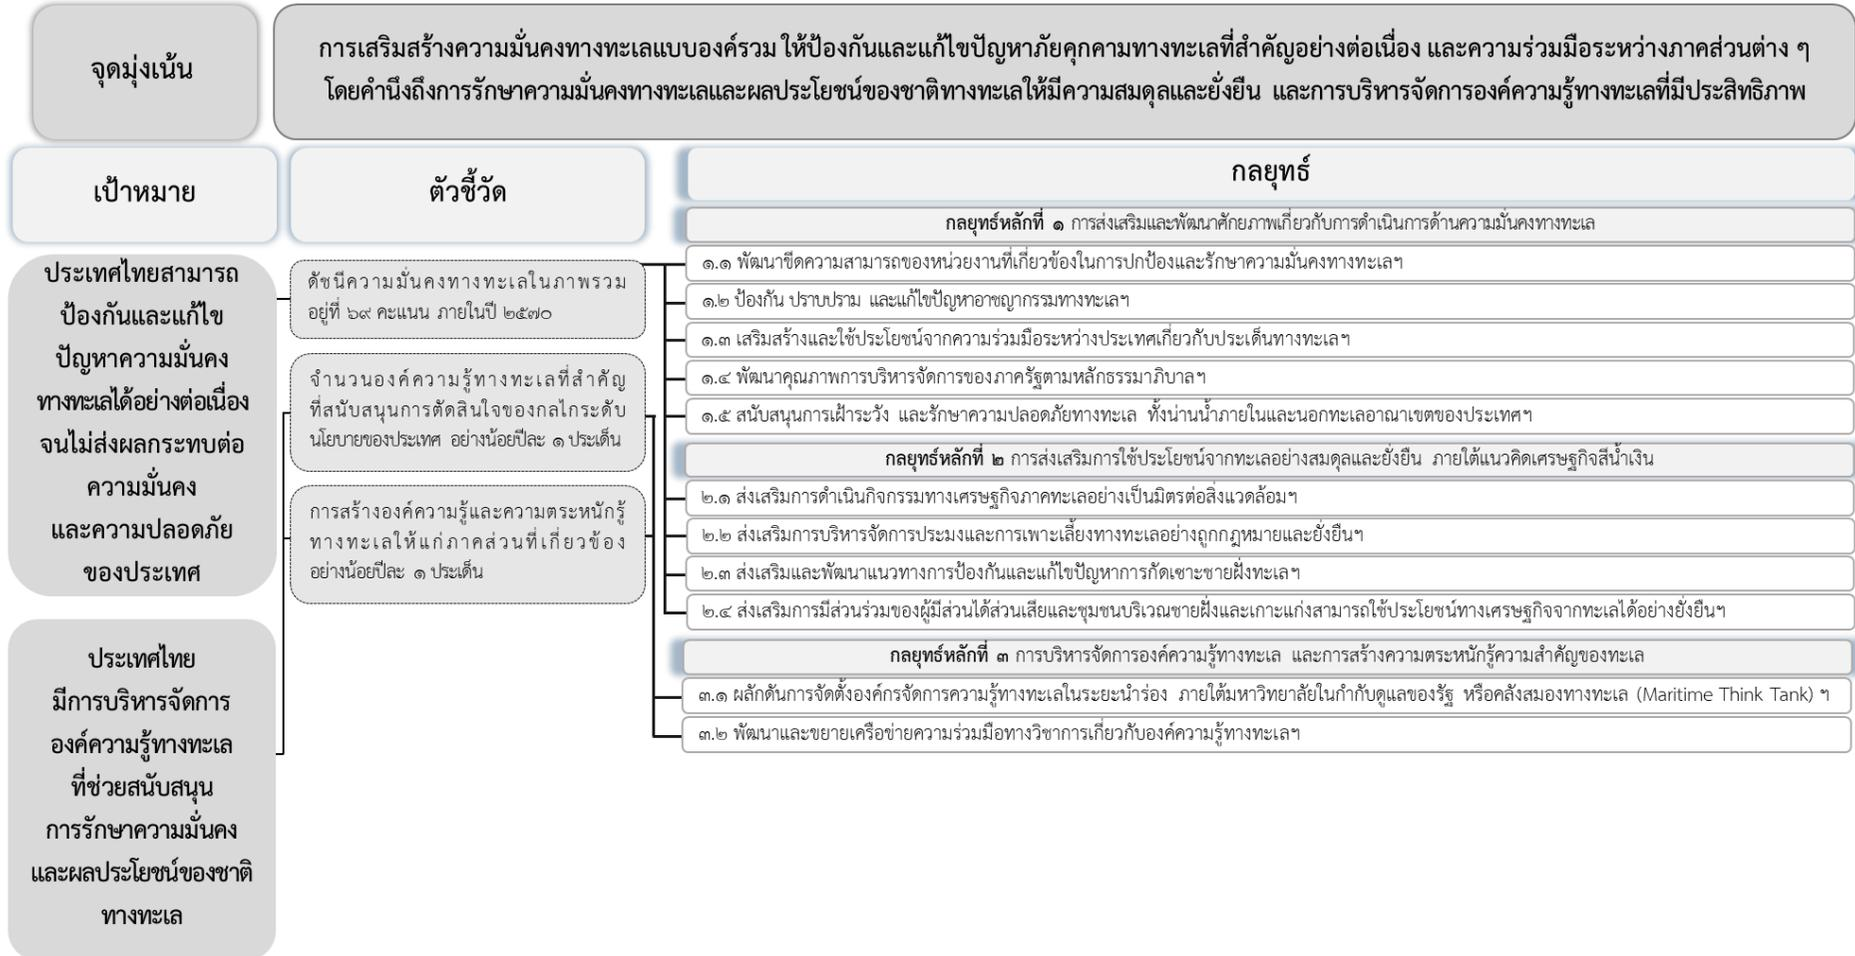 จุดมุ่งเน้น
การเสริมสร้างความมั่นคงทางทะเลแบบองค์รวม ให้ป้องกันและแก้ไขปัญหาภัยคุกคามทางทะเลที่สำคัญอย่างต่อเนื่อง และความร่วมมือระหว่างภาคส่วนต่าง ๆ
โดยคำนึงถึงการรักษาความมั่นคงทางทะเลและผลประโยชน์ของชาติทางทะเลให้มีความสมดุลและยั่งยืน และการบริหารจัดการองค์ความรู้ทางทะเลที่มีประสิทธิภาพ
เป้าหมาย
ประเทศไทยสามารถ
ป้องกันและแก้ไข
ปัญหาความมั่นคง
ทางทะเลได้อย่างต่อเนื่อง
จนไม่ส่งผลกระทบต่อ
ความมั่นคง
และความปลอดภัย
ของประเทศ
ประเทศไทย
มีการบริหารจัดการ
องค์ความรู้ทางทะเล
ที่ช่วยสนับสนุน
การรักษาความมั่นคง
และผลประโยชน์ของชาติ
ทางทะเล
ตัวชี้วัด
ดัชนีความมั่นคงทางทะเลในภาพรวม
อยู่ที่ ๖๙ คะแนน ภายในปี ๒๕๗๐
จำนวนองค์ความรู้ทางทะเลที่สำคัญ
ที่สนับสนุนการตัดสินใจของกลไกระดับ
นโยบายของประเทศ อย่างน้อยปีละ ๑ ประเด็น
การสร้างองค์ความรู้และความตระหนักรู้
ทางทะเลให้แก่ภาคส่วนที่เกี่ยวข้อง
อย่างน้อยปีละ ๑ ประเด็น
กลยุทธ์
กลยุทธ์หลักที่ ๑ การส่งเสริมและพัฒนาศักยภาพเกี่ยวกับการดำเนินการด้านความมั่นคงทางทะเล
๑.๑ พัฒนาขีดความสามารถของหน่วยงานที่เกี่ยวข้องในการปกป้องและรักษาความมั่นคงทางทะเลฯ
๑.๒ ป้องกัน ปราบปราม และแก้ไขปัญหาอาชญากรรมทางทะเลฯ
๑.๓ เสริมสร้างและใช้ประโยชน์จากความร่วมมือระหว่างประเทศเกี่ยวกับประเด็นทางทะเลฯ
๑.๔ พัฒนาคุณภาพการบริหารจัดการของภาครัฐตามหลักธรรมาภิบาลฯ
๑.๕ สนับสนุนการเฝ้าระวัง และรักษาความปลอดภัยทางทะเล ทั้งน่านน้ำภายในและนอกทะเลอาณาเขตของประเทศฯ
กลยุทธ์หลักที่ ๒ การส่งเสริมการใช้ประโยชน์จากทะเลอย่างสมดุลและยั่งยืน ภายใต้แนวคิดเศรษฐกิจสีน้ำเงิน
๒.๑ ส่งเสริมการดำเนินกิจกรรมทางเศรษฐกิจภาคทะเลอย่างเป็นมิตรต่อสิ่งแวดล้อมฯ
๒.๒ ส่งเสริมการบริหารจัดการประมงและการเพาะเลี้ยงทางทะเลอย่างถูกกฎหมายและยั่งยืนฯ
๒.๓ ส่งเสริมและพัฒนาแนวทางการป้องกันและแก้ไขปัญหาการกัดเซาะชายฝั่งทะเลฯ
๒.๔ ส่งเสริมการมีส่วนร่วมของผู้มีส่วนได้ส่วนเสียและชุมชนบริเวณชายฝั่งและเกาะแก่งสามารถใช้ประโยชน์ทางเศรษฐกิจจากทะเลได้อย่างยั่งยืนฯ
กลยุทธ์หลักที่ ๓ การบริหารจัดการองค์ความรู้ทางทะเล และการสร้างความตระหนักรู้ความสำคัญของทะเล
๓.๑ ผลักดันการจัดตั้งองค์กรจัดการความรู้ทางทะเลในระยะนำร่อง ภายใต้มหาวิทยาลัยในกำกับดูแลของรัฐ หรือคลังสมองทางทะเล (Maritime Think Tank) ฯ
๓.๒ พัฒนาและขยายเครือข่ายความร่วมมือทางวิชาการเกี่ยวกับองค์ความรู้ทางทะเลฯ